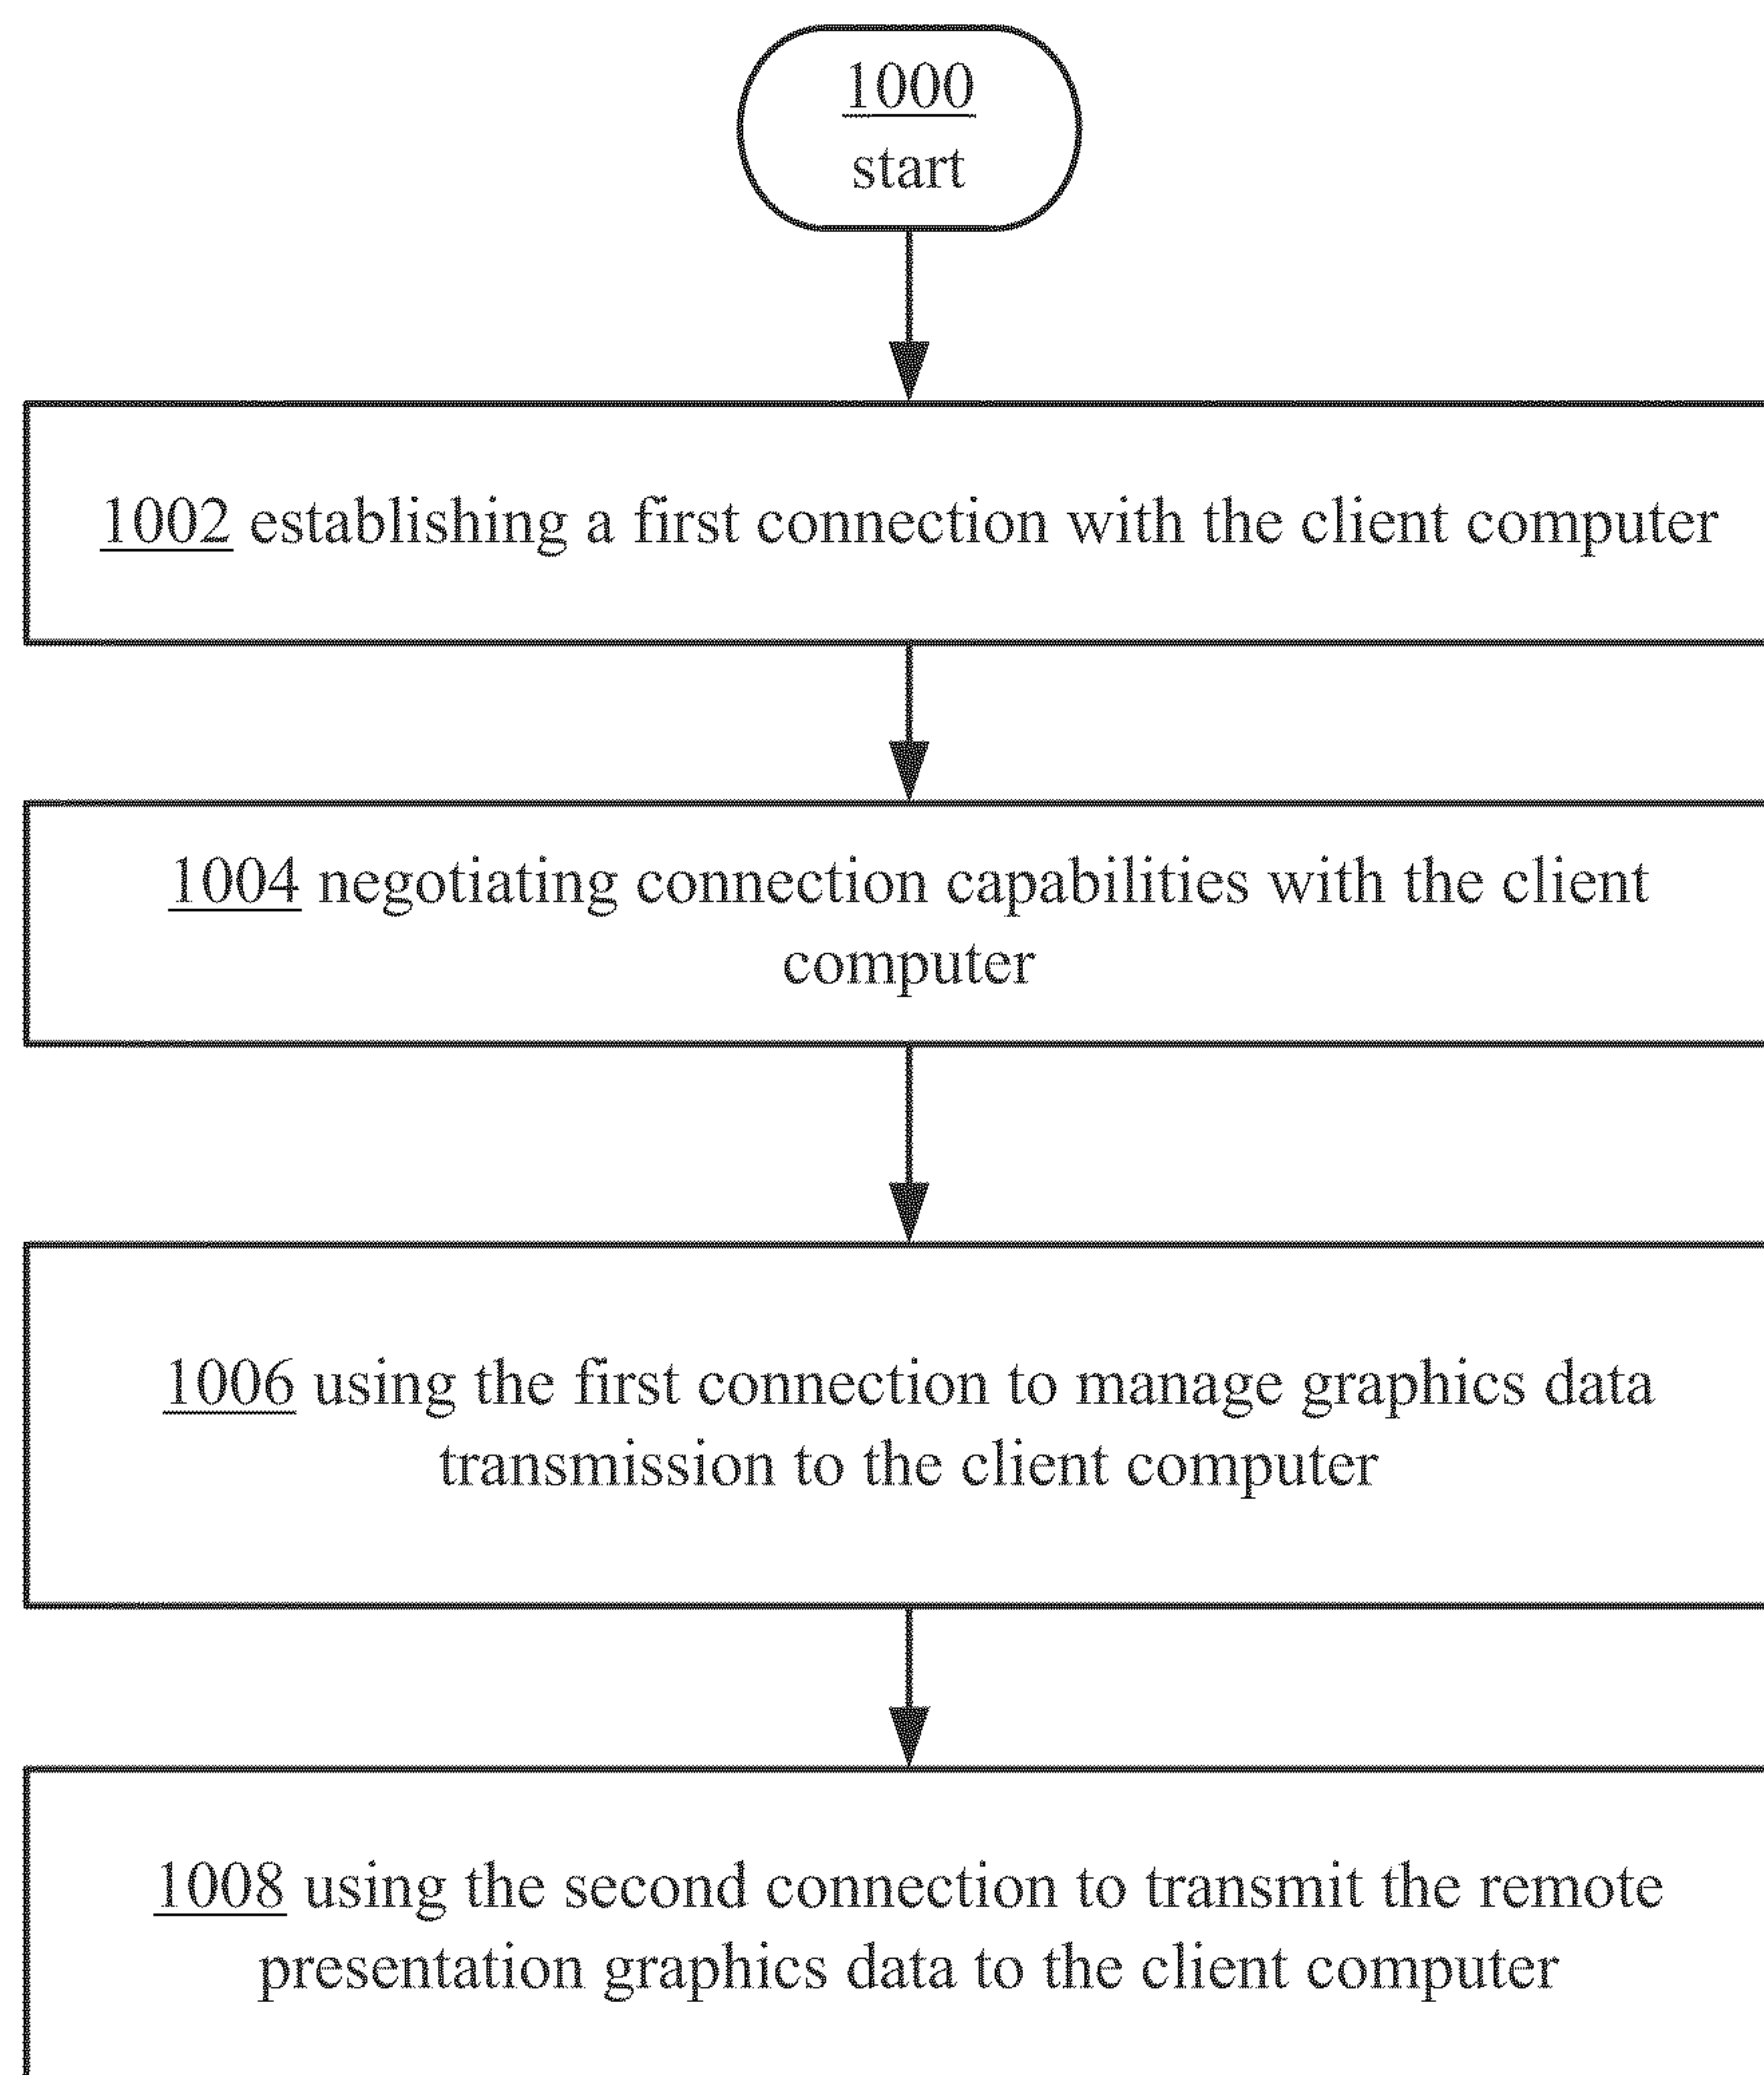 1000
start
1002 establishing a first connection with the client computer
1004 negotiating connection capabilities with the client
computer
1006 using the first connection to manage graphics data
transmission to the client computer
1008 using the second connection to transmit the remote
presentation graphics data to the client computer